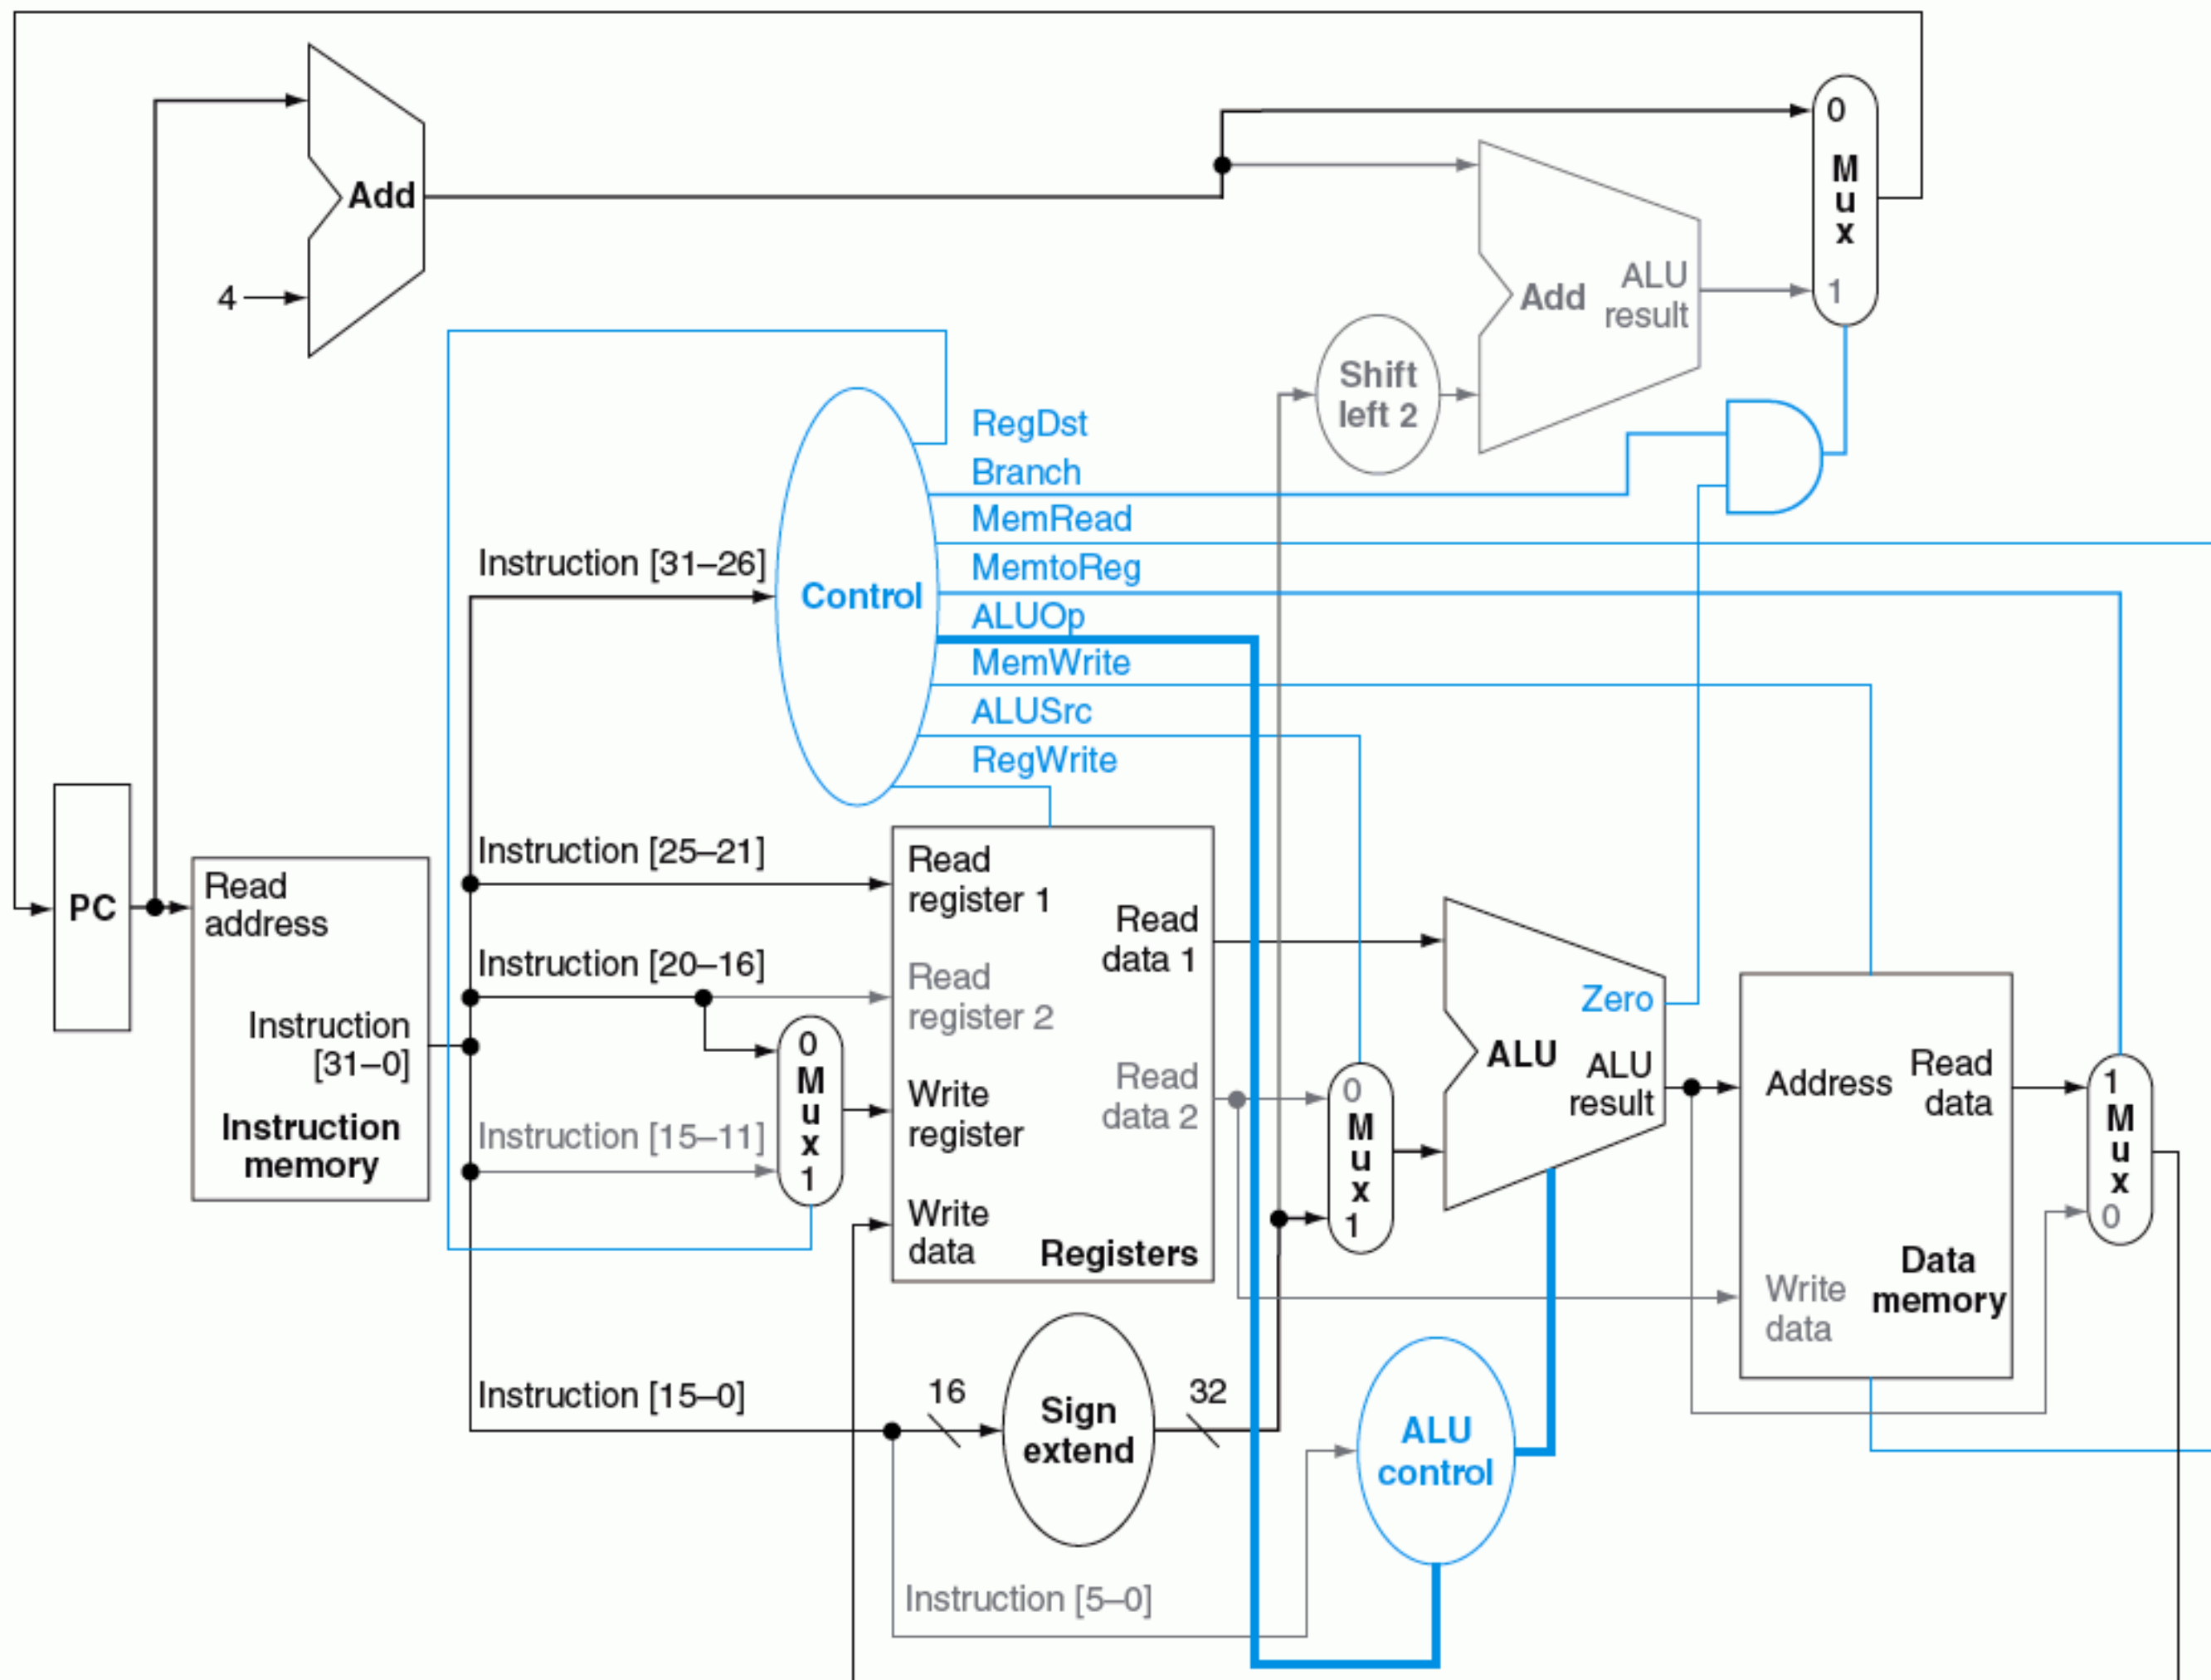 0
M
u
x
1
Add
4
Add
ALU
result
Shift
left 2
RegDst
Branch
MemRead
MemtoReg
ALUOp
MemWrite
ALUSrc
RegWrite
Control
Instruction [31–26]
Instruction [25–21]
Instruction [20–16]
Instruction [15–11]
Instruction [15–0]
PC
Read
address
Instruction
[31–0]
Instruction
memory
0
M
u
x
1
Read
register 1
Read
register 2
Write
register
Write
data
Read
data 1
Read
data 2
Registers
0
M
u
x
1
Zero
ALU
ALU
result
Address
Read
data
Write
data
Data
memory
1
M
u
x
0
16
Sign
extend
32
ALU
control
Instruction [5–0]